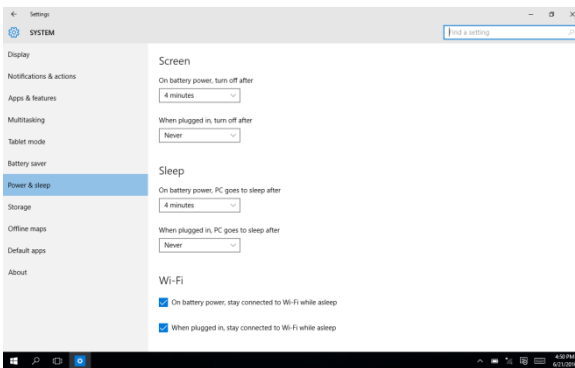 Settings
SYSTEM
Find a setting
Display
Notifications & actions
Apps & features
Multitasking
Tablet mode
Battery saver
Power & sleep
Storage
Offline maps
Default apps
About
Screen
On battery power, turn off after
4 minutes
When plugged in, turn off after
Never
Sleep
On battery power, PC goes to sleep after
4 minutes
When plugged in, PC goes to sleep after
Never
Wi-Fi
On battery power, stay connected to Wi-Fi while asleep
When plugged in, stay connected to Wi-Fi while asleep
4:50 PM